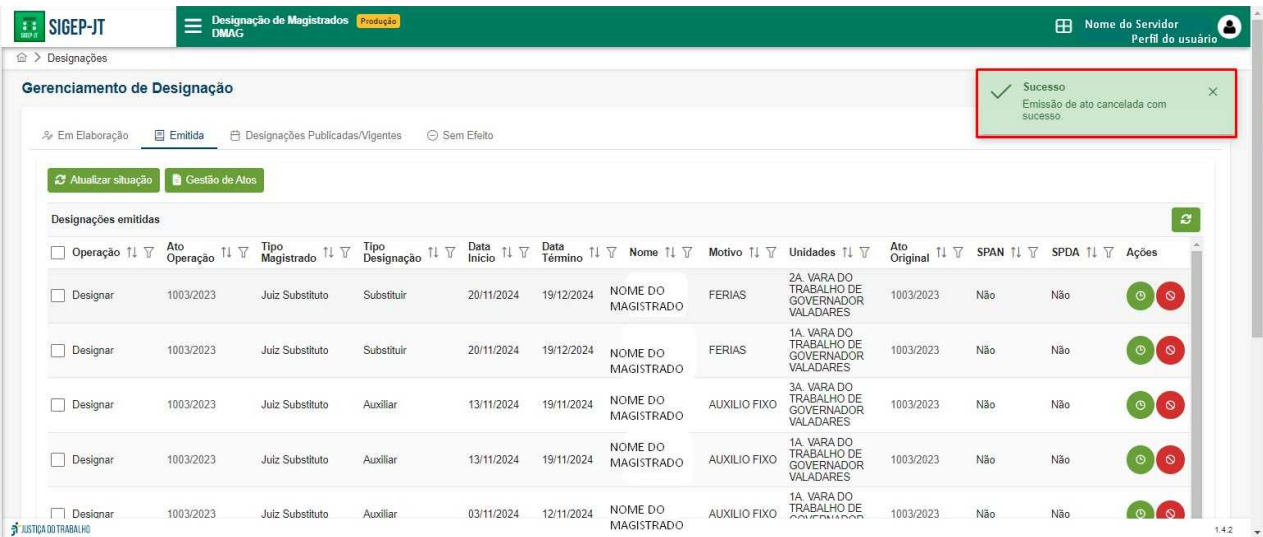 SIGEP-JT
Designação de Magistrados Produção
DMAG
Nome do Servidor
Perfil do usuário
> Designações
Gerenciamento de Designação
Sucesso
Emissão de ato cancelada com
sucesso.
Em Elaboração Emitida Designações Publicadas/Vigentes Sem Efeito
Atualizar situação Gestão de Atos
Designações emitidas
Operação Ato Operação Tipo Magistrado Tipo Designação Data Início Data Término Nome Motivo Unidades Ato Original SPAN SPDA Ações
Designar 1003/2023 Juiz Substituto Substituir 20/11/2024 19/12/2024 NOME DO MAGISTRADO FERIAS 2A. VARA DO TRABALHO DE GOVERNADOR VALADARES 1003/2023 Não Não
Designar 1003/2023 Juiz Substituto Substituir 20/11/2024 19/12/2024 NOME DO MAGISTRADO FERIAS 1A. VARA DO TRABALHO DE GOVERNADOR VALADARES 1003/2023 Não Não
Designar 1003/2023 Juiz Substituto Auxiliar 13/11/2024 19/11/2024 NOME DO MAGISTRADO AUXILIO FIXO 3A. VARA DO TRABALHO DE GOVERNADOR VALADARES 1003/2023 Não Não
Designar 1003/2023 Juiz Substituto Auxiliar 13/11/2024 19/11/2024 NOME DO MAGISTRADO AUXILIO FIXO 1A. VARA DO TRABALHO DE GOVERNADOR VALADARES 1003/2023 Não Não
Designar 1003/2023 Juiz Substituto Auxiliar 03/11/2024 12/11/2024 NOME DO MAGISTRADO AUXILIO FIXO 1A. VARA DO TRABALHO DE GOVERNADOR 1003/2023 Não Não
JUSTIÇA DO TRABALHO
1.4.2